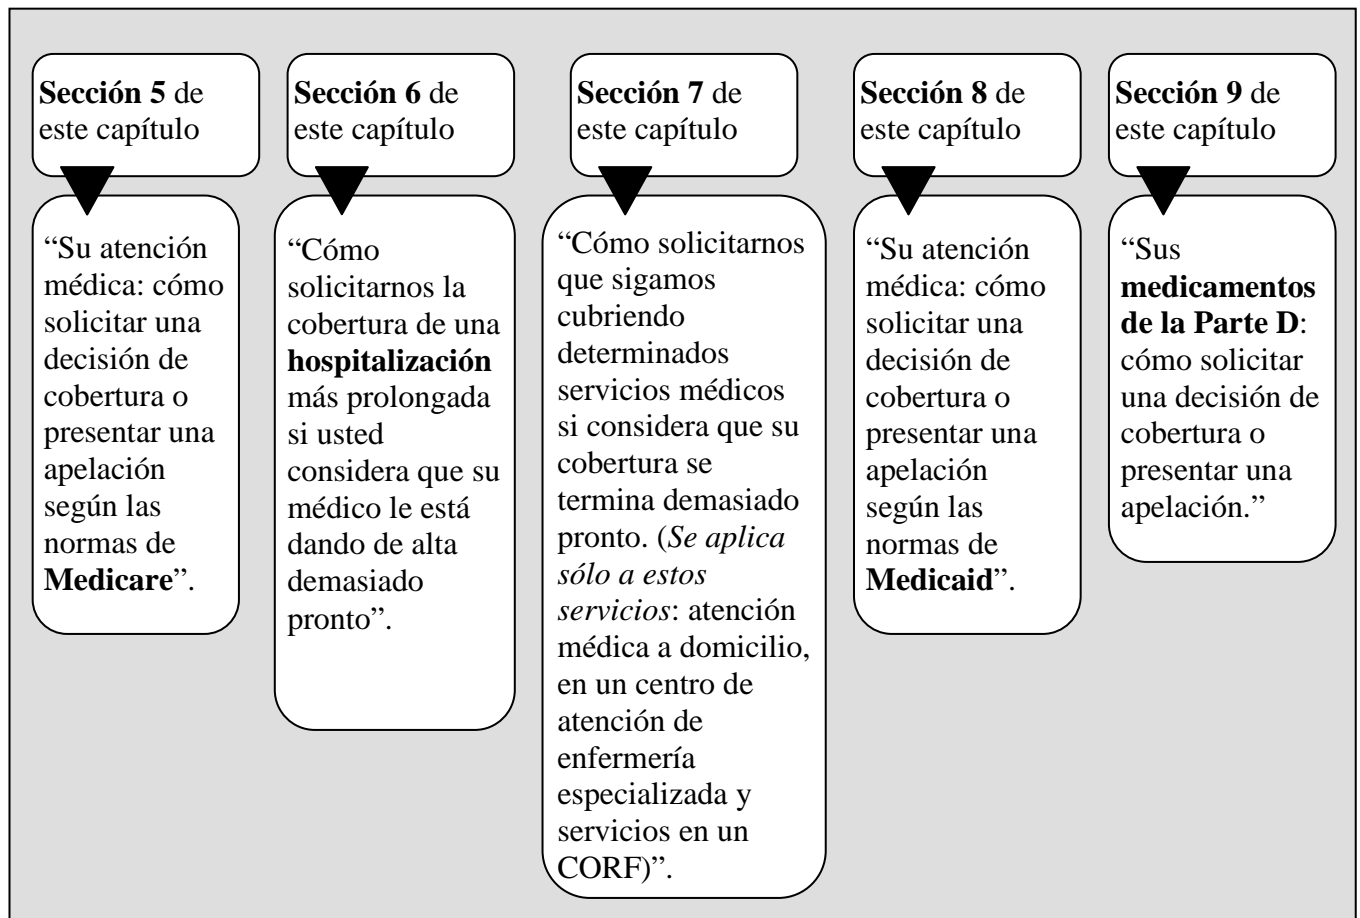 Sección 5 de
este capítulo
“Su atención
médica: cómo
solicitar una
decisión de
cobertura o
presentar una
apelación
según las
normas de
Medicare”.
Sección 6 de
este capítulo
“Cómo
solicitarnos la
cobertura de una
hospitalización
más prolongada
si usted
considera que su
médico le está
dando de alta
demasiado
pronto”.
Sección 7 de
este capítulo
“Cómo solicitarnos
que sigamos
cubriendo
determinados
servicios médicos
si considera que su
cobertura se
termina demasiado
pronto. (Se aplica
sólo a estos
servicios: atención
médica a domicilio,
en un centro de
atención de
enfermería
especializada y
servicios en un
CORF)”.
Sección 8 de
este capítulo
“Su atención
médica: cómo
solicitar una
decisión de
cobertura o
presentar una
apelación
según las
normas de
Medicaid”.
Sección 9 de
este capítulo
“Sus
medicamentos
de la Parte D:
cómo solicitar
una decisión de
cobertura o
presentar una
apelación.”